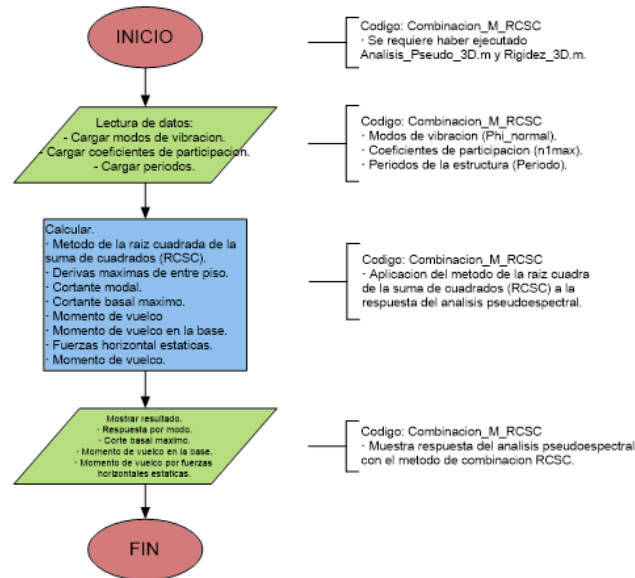 INICIO
Codigo: Combinacion_M_RCSC
· Se requiere haber ejecutado
Analisis_Pseudo_3D.m y Rigidez_3D.m.
Lectura de datos:
- Cargar modos de vibracion.
- Cargar coeficientes de participacion.
- Cargar periodos.
Codigo: Combinacion_M_RCSC
· Modos de vibracion (Phi_normal).
· Coeficientes de participacion (n1max).
· Periodos de la estructura (Periodo).
Calcular.
· Metodo de la raiz cuadrada de la
suma de cuadrados (RCSC).
· Derivas maximas de entre piso.
· Cortante modal.
· Cortante basal maximo.
· Momento de vuelco
· Momento de vuelco en la base.
· Fuerzas horizontal estaticas.
· Momento de vuelco.
Codigo: Combinacion_M_RCSC
· Aplicacion del metodo de la raiz cuadra
de la suma de cuadrados (RCSC) a la
respuesta del analisis pseudoespectral.
Mostrar resultado.
· Respuesta por modo.
· Corte basal maximo.
· Momento de vuelco en la base.
· Momento de vuelco por fuerzas
horizontales estaticas.
Codigo: Combinacion_M_RCSC
· Muestra respuesta del analisis pseudoespectral
con el metodo de combinacion RCSC.
FIN